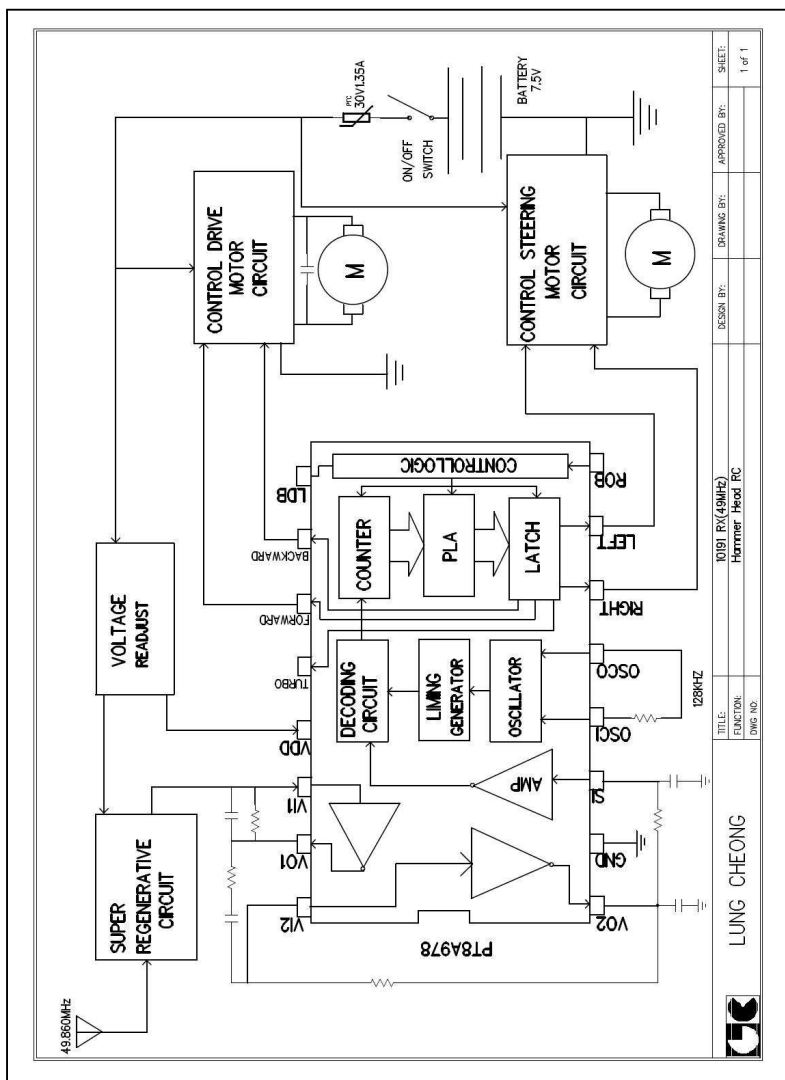 49.860MHz
SUPER
REGENERATIVE
CIRCUIT
VOLTAGE
READJUST
CONTROL DRIVE
MOTOR
CIRCUIT
M
PTC
30V1.35A
ON/OFF
SWITCH
BATTERY
7.5V
CONTROL STEERING
MOTOR
CIRCUIT
M
PT8A978
VI2
VO1
VI1
VDD
TURBO
FORWARD
BACKWARD
LDB
DECODING
CIRCUIT
COUNTER
CONTROLLOGIC
LIMING
GENERATOR
PLA
AMP
OSCILLATOR
LATCH
VO2
GND
SI
OSCI
OSCO
RIGHT
LEFT
ROB
128KHZ
LUNG CHEONG
TITLE:
10191 RX(49MHz)
FUNCTION:
Hammer Head RC
DWG NO:
DESIGN BY:
DRAWING BY:
APPROVED BY:
SHEET:
1 of 1